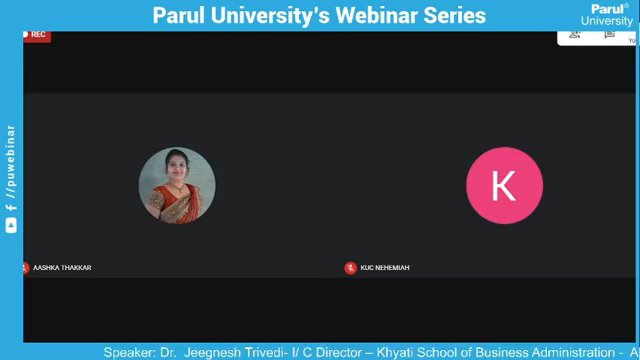 Parul University's Webinar Series
Parul®
University
REC
Yo
//puwebinar
K
AASHKA THAKKAR
KUC NEHEMIAH
Speaker: Dr. Jeegnesh Trivedi- I/ C Director – Khyati School of Business Administration - A